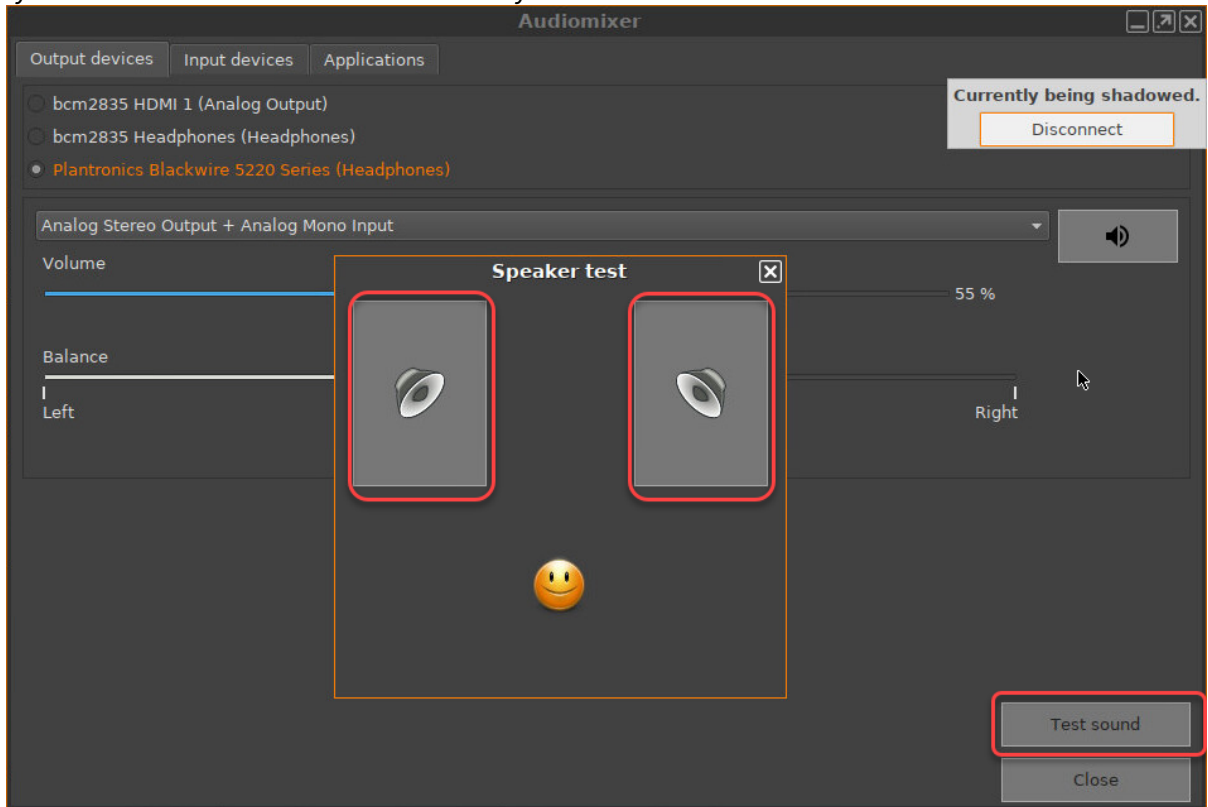 Audiomixer
Output devices Input devices Applications
bcm2835 HDMI 1 (Analog Output)
Currently being shadowed.
Disconnect
bcm2835 Headphones (Headphones)
Plantronics Blackwire 5220 Series (Headphones)
Analog Stereo Output + Analog Mono Input
Volume
Speaker test
55 %
Balance
Left
Right
Test sound
Close